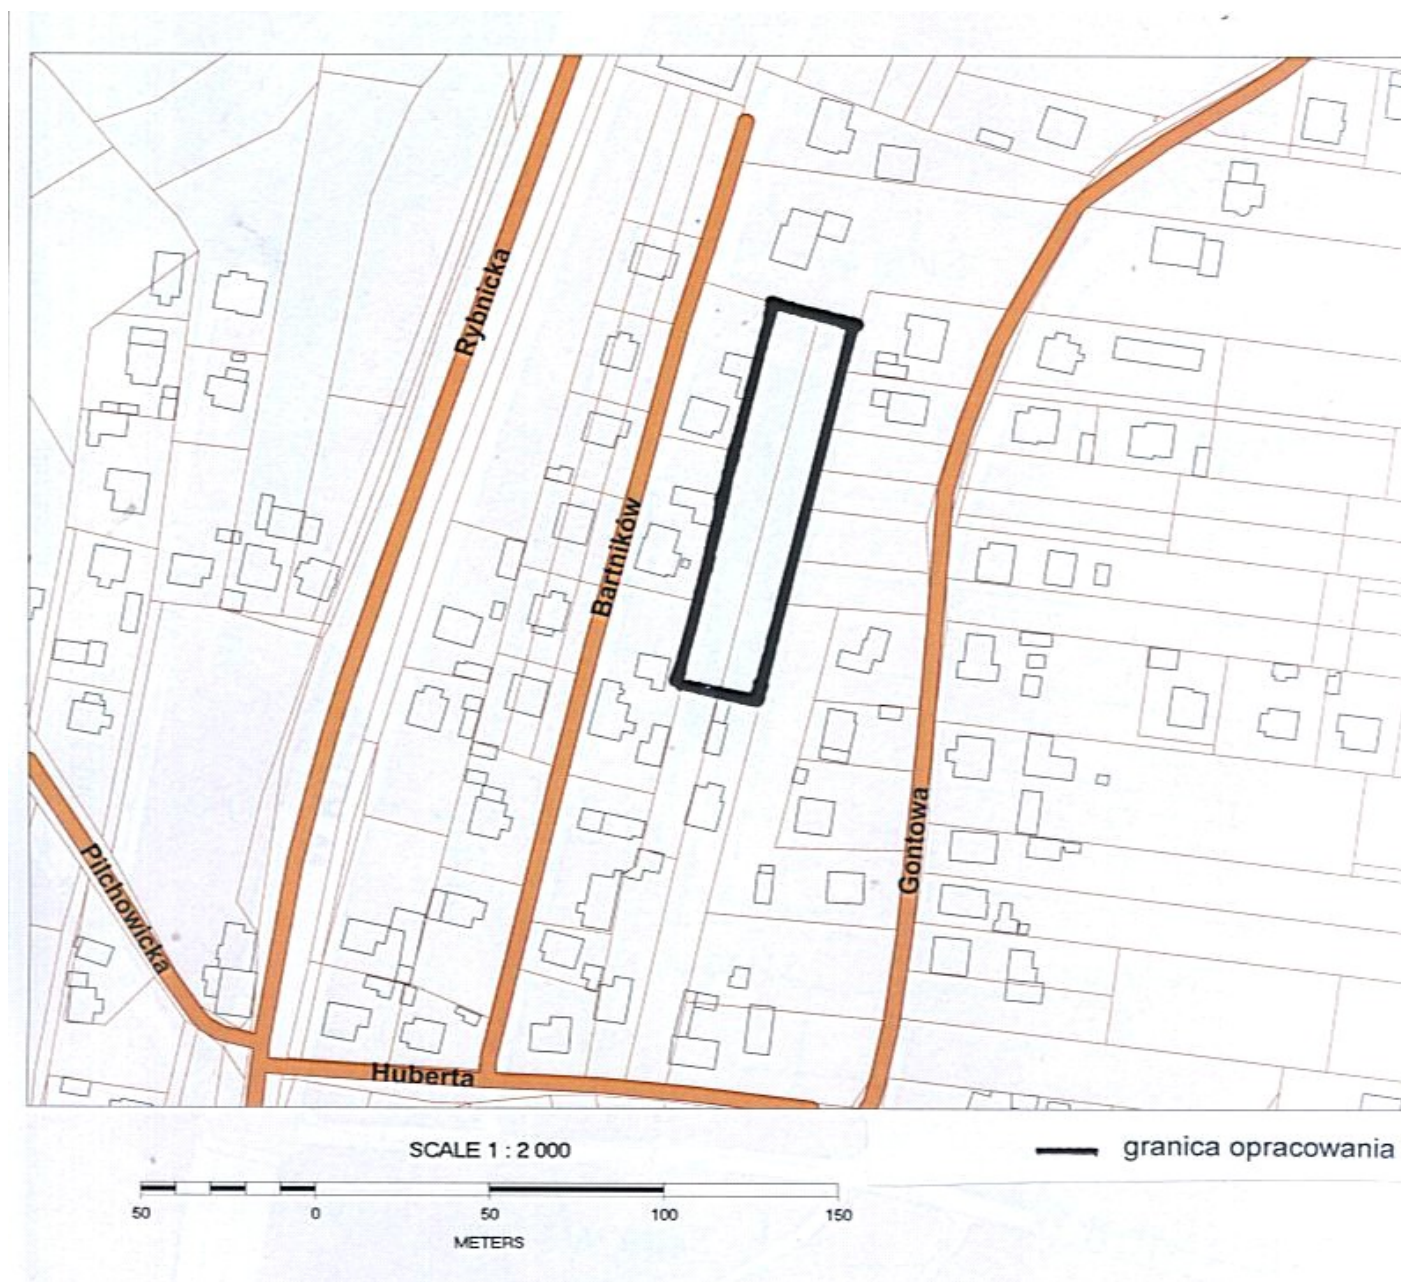 Rybnicka
Bartników
Gontowa
Pilchowicka
Huberta
SCALE 1 : 2 000
granica opracowania
50 0 50 100 150
METERS